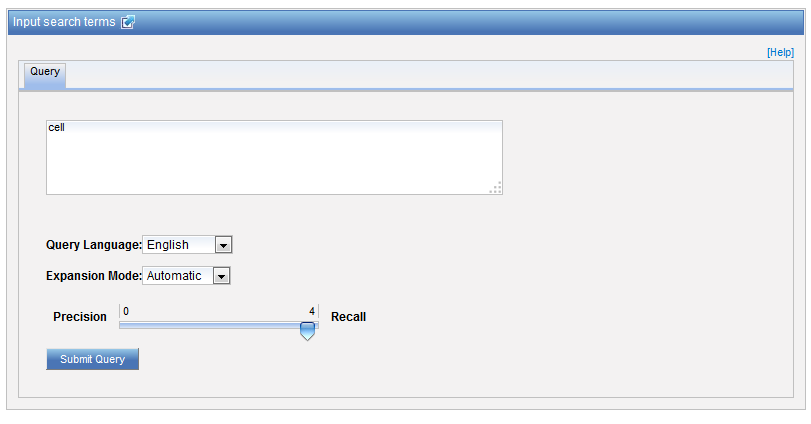 Input search terms
[Help]
Query
cell
Query Language: English
Expansion Mode: Automatic
Precision 0 4 Recall
Submit Query